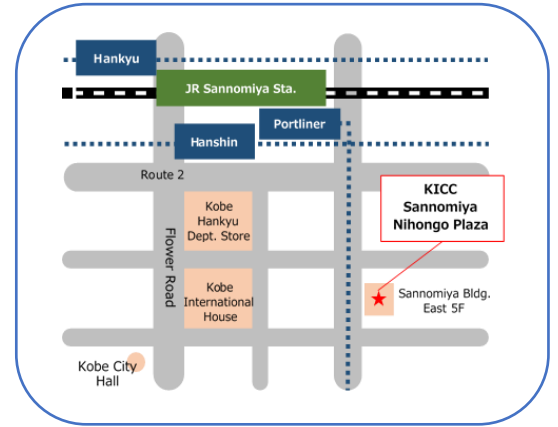 Hankyu
JR Sannomiya Sta.
Portliner
Hanshin
Route 2
KICC
Sannomiya
Nihongo Plaza
Kobe
Hankyu
Dept. Store
Flower Road
Kobe
International
House
Sannomiya Bldg.
East 5F
Kobe City
Hall